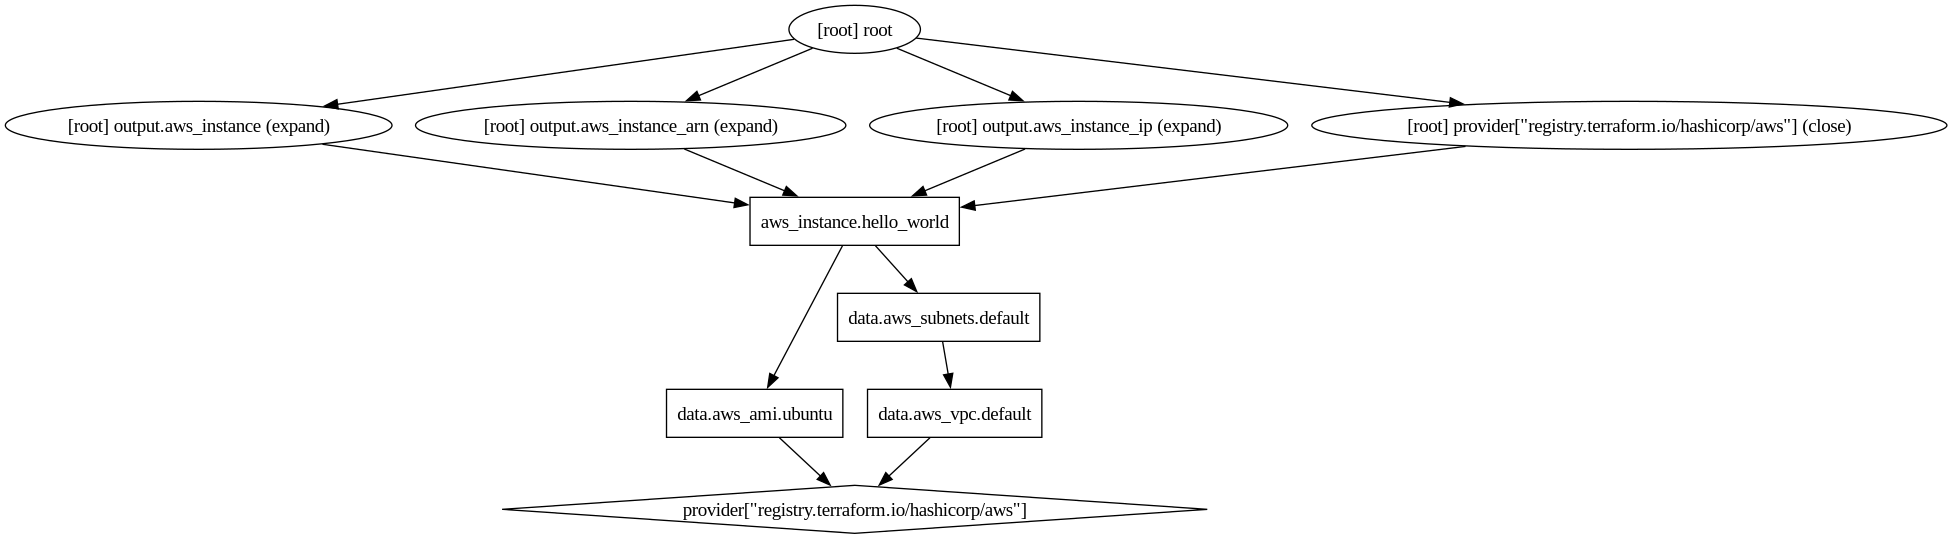 [root] root
[root] output.aws_instance (expand)
[root] output.aws_instance_arn (expand)
[root] output.aws_instance_ip (expand)
[root] provider["registry.terraform.io/hashicorp/aws"] (close)
aws_instance.hello_world
data.aws_subnets.default
data.aws_ami.ubuntu
data.aws_vpc.default
provider["registry.terraform.io/hashicorp/aws"]